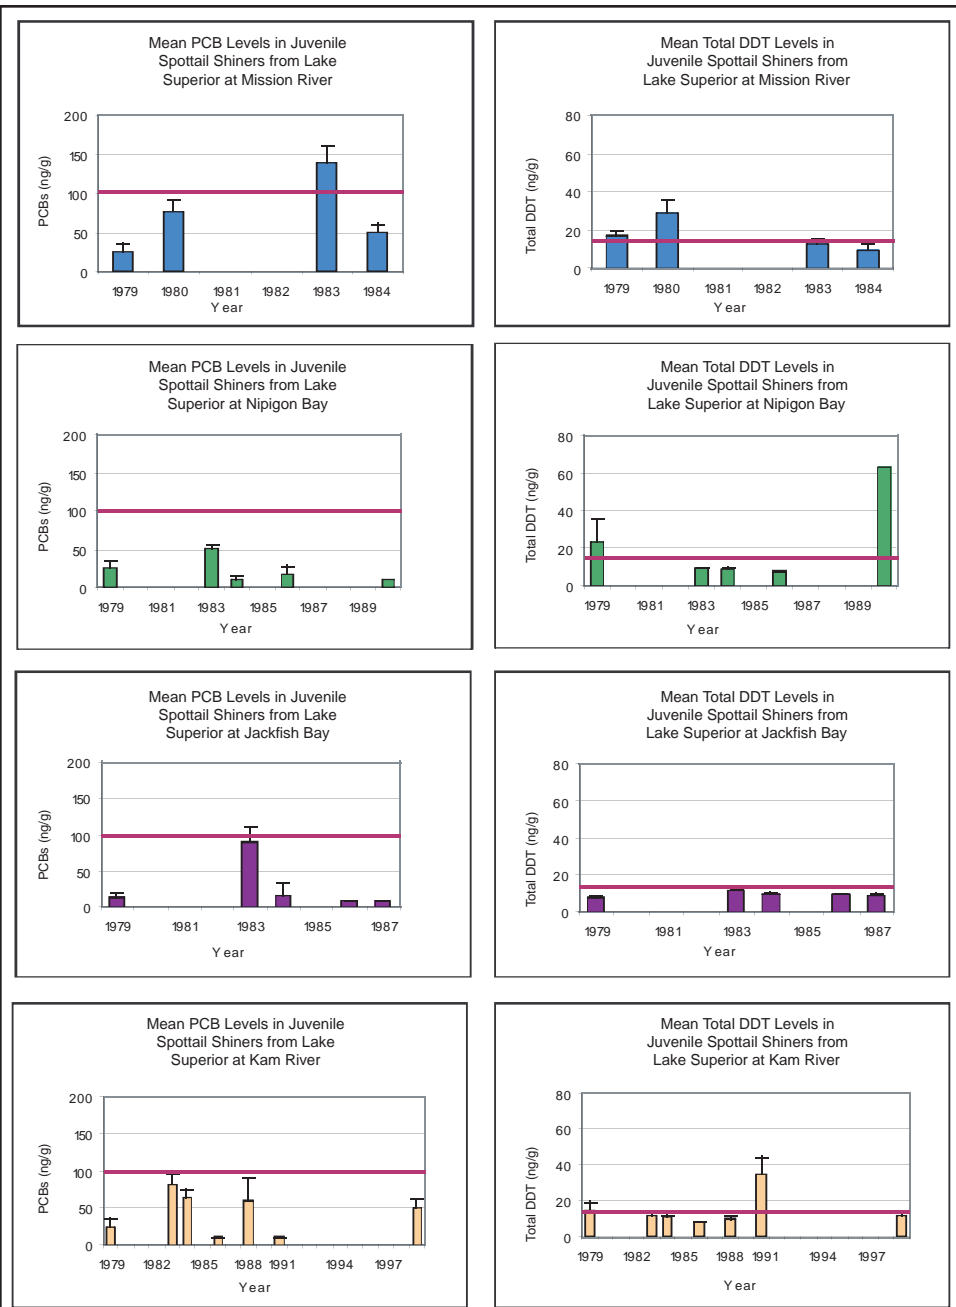 Mean PCB Levels in Juvenile
Spottail Shiners from Lake
Superior at Mission River
200
150
100
50
0
PCBs (ng/g)
1979 1980 1981 1982 1983 1984
Year
Mean Total DDT Levels in
Juvenile Spottail Shiners from
Lake Superior at Mission River
80
60
40
20
0
Total DDT (ng/g)
1979 1980 1981 1982 1983 1984
Year
Mean PCB Levels in Juvenile
Spottail Shiners from Lake
Superior at Nipigon Bay
200
150
100
50
0
PCBs (ng/g)
1979 1981 1983 1985 1987 1989
Year
Mean Total DDT Levels in
Juvenile Spottail Shiners from
Lake Superior at Nipigon Bay
80
60
40
20
0
Total DDT (ng/g)
1979 1981 1983 1985 1987 1989
Year
Mean PCB Levels in Juvenile
Spottail Shiners from Lake
Superior at Jackfish Bay
200
150
100
50
0
PCBs (ng/g)
1979 1981 1983 1985 1987
Year
Mean Total DDT Levels in
Juvenile Spottail Shiners from
Lake Superior at Jackfish Bay
80
60
40
20
0
Total DDT (ng/g)
1979 1981 1983 1985 1987
Year
Mean PCB Levels in Juvenile
Spottail Shiners from Lake
Superior at Kam River
200
150
100
50
0
PCBs (ng/g)
1979 1982 1985 1988 1991 1994 1997
Year
Mean Total DDT Levels in
Juvenile Spottail Shiners from
Lake Superior at Kam River
80
60
40
20
0
Total DDT (ng/g)
1979 1982 1985 1988 1991 1994 1997
Year